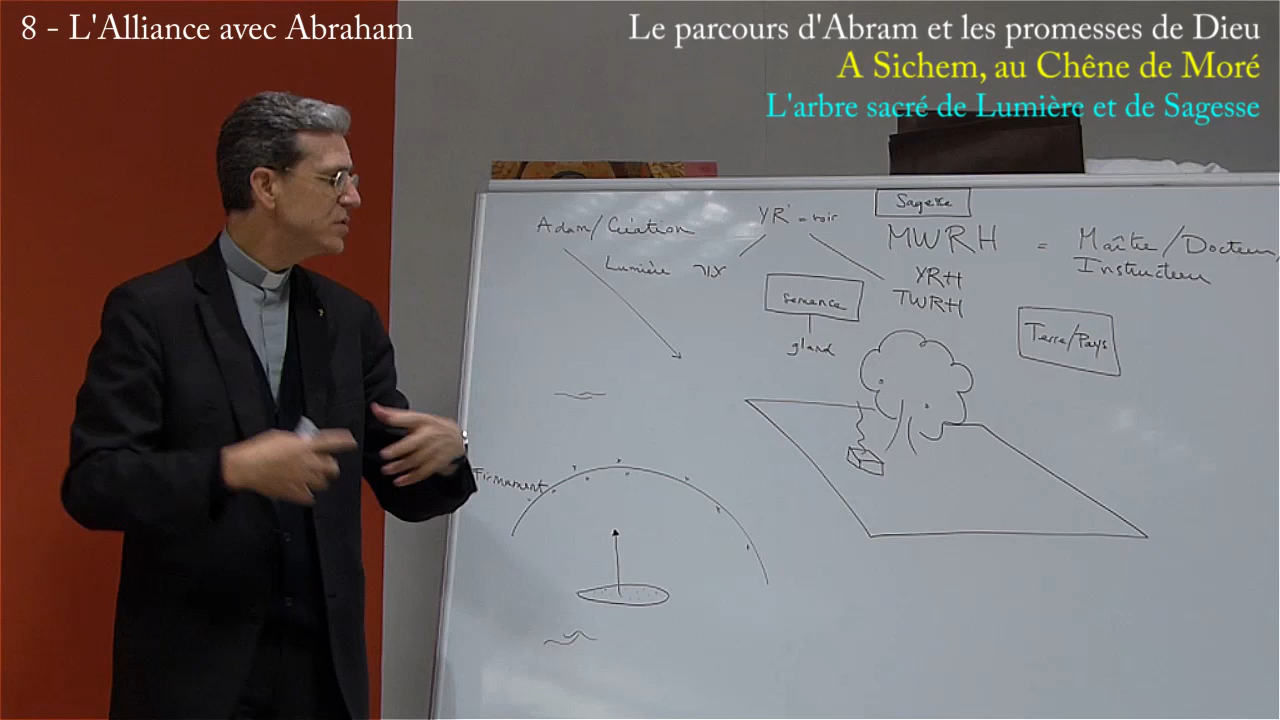 8 - L'Alliance avec Abraham
Le parcours d'Abram et les promesses de Dieu
A Sichem, au Chêne de Moré
L'arbre sacré de Lumière et de Sagesse
Sagesse
Adam/Création
YR' = voir
MWRH = Maître/Docteur,
Instructeur
Lumière אור
YRH
TWRH
semence
gland
Terre/Pays
Firmament